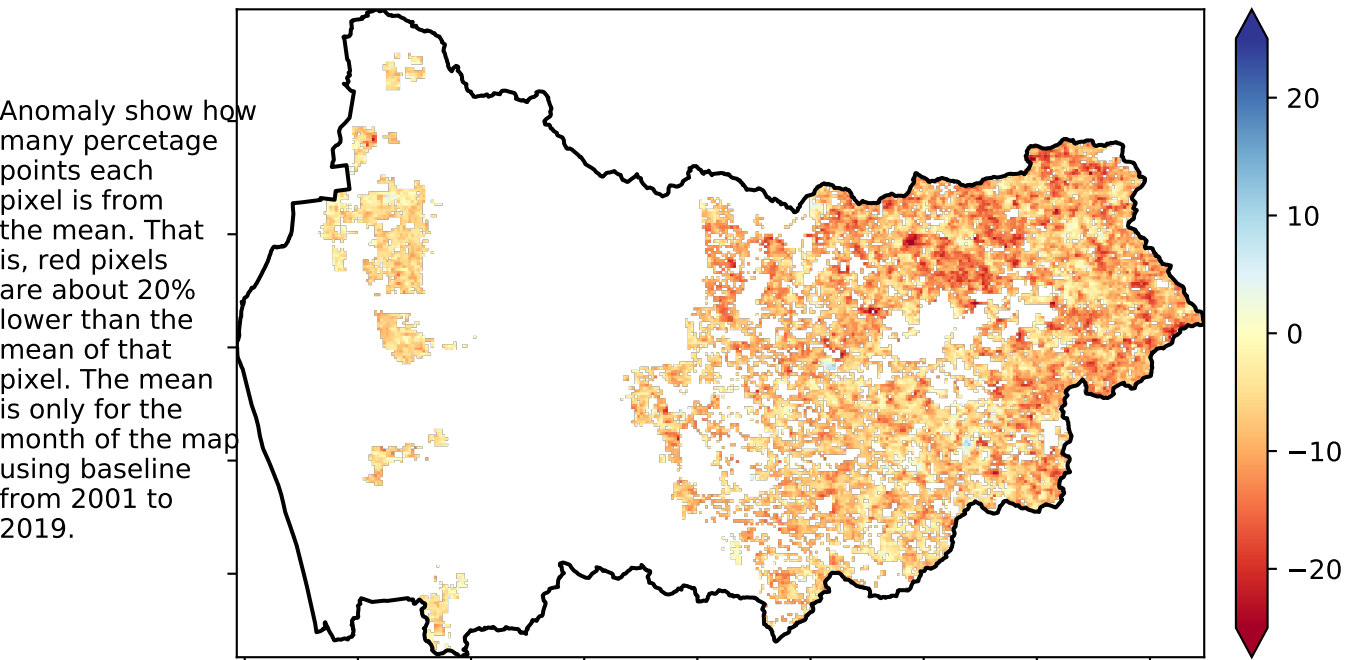 Anomaly show how
many percetage
points each
pixel is from
the mean. That
is, red pixels
are about 20%
lower than the
mean of that
pixel. The mean
is only for the
month of the map
using baseline
from 2001 to
2019.
20
10
0
−10
−20